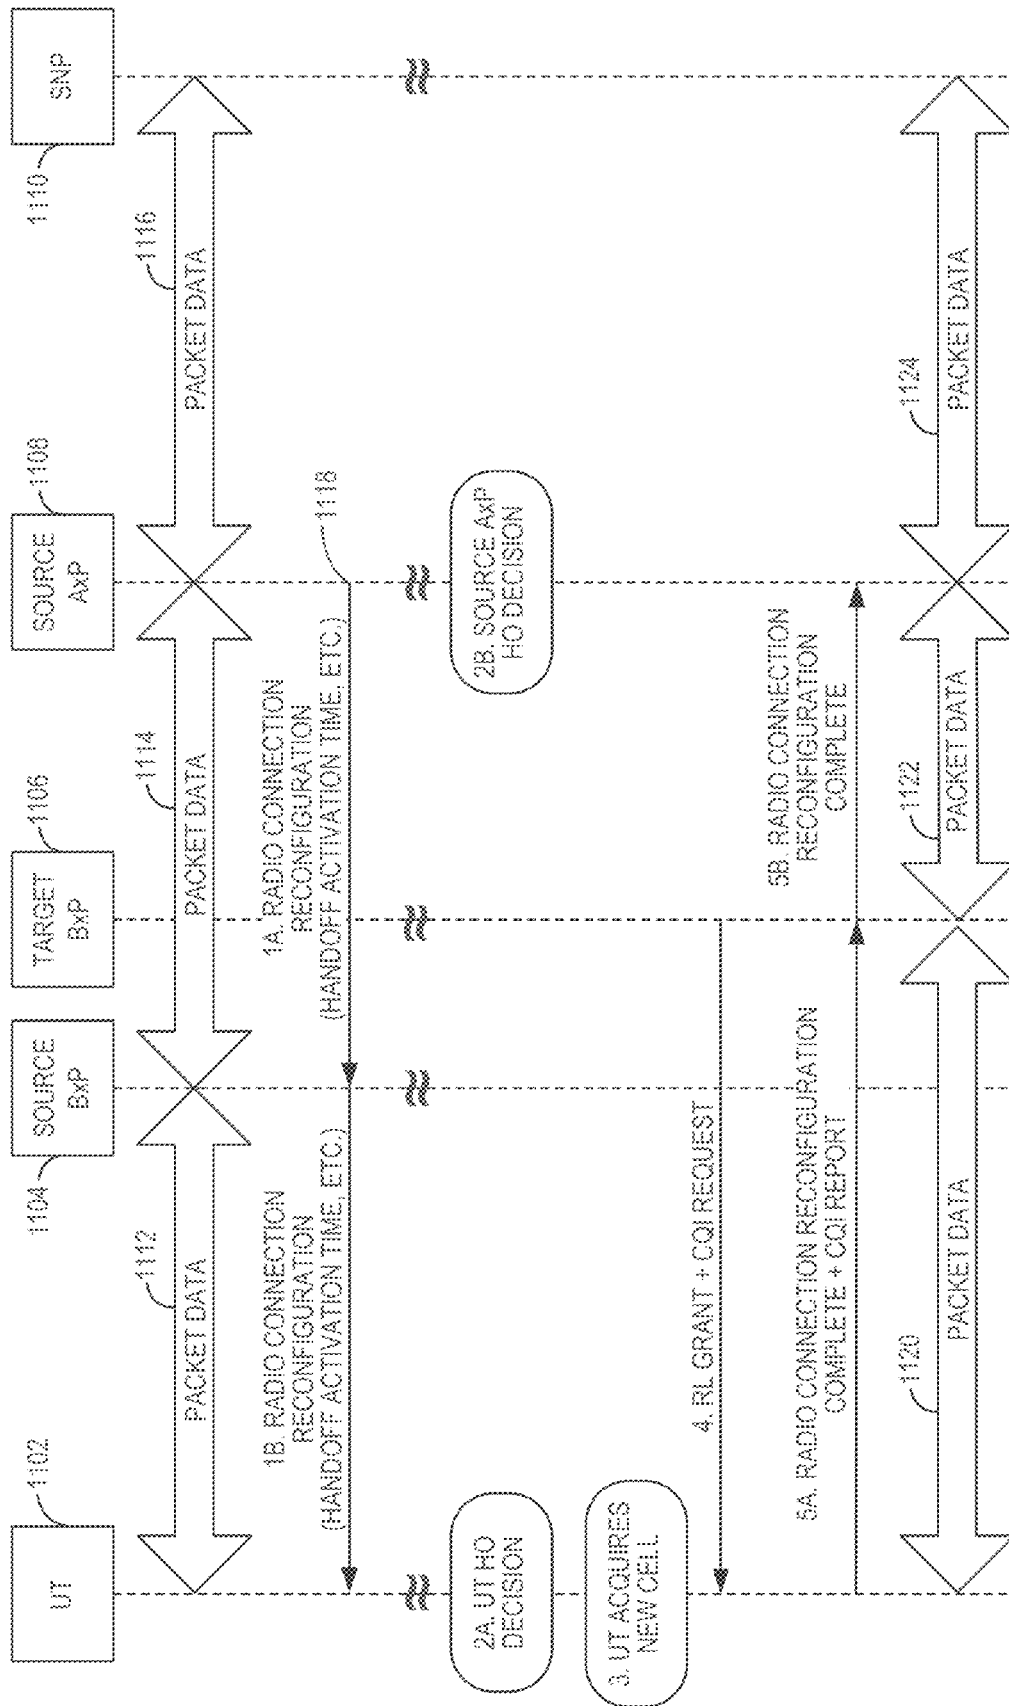 UT
1102
SOURCE
BxP
1104
TARGET
BxP
1106
SOURCE
AxP
1108
SNP
1110
PACKET DATA
1112
PACKET DATA
1114
PACKET DATA
1116
1B. RADIO CONNECTION
RECONFIGURATION
(HANDOFF ACTIVATION TIME, ETC.)
1A. RADIO CONNECTION
RECONFIGURATION
(HANDOFF ACTIVATION TIME, ETC.)
1118
2A. UT HO
DECISION
2B. SOURCE AxP
HO DECISION
3. UT ACQUIRES
NEW CELL
4. RL GRANT + CQI REQUEST
5A. RADIO CONNECTION RECONFIGURATION
COMPLETE + CQI REPORT
5B. RADIO CONNECTION
RECONFIGURATION
COMPLETE
PACKET DATA
1120
PACKET DATA
1122
PACKET DATA
1124